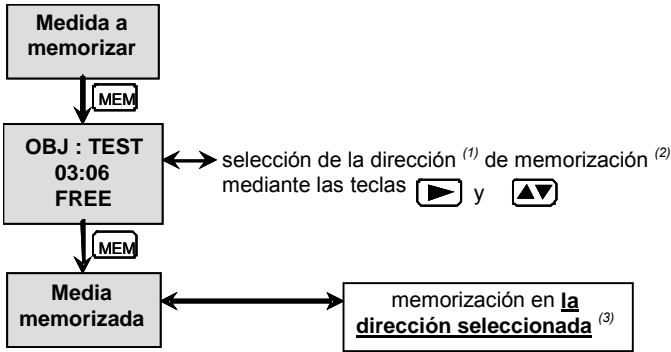 Medida a
memorizar
MEM
OBJ : TEST
03:06
FREE
selección de la dirección (1) de memorización (2)
mediante las teclas y
MEM
Media
memorizada
memorización en la
dirección seleccionada (3)